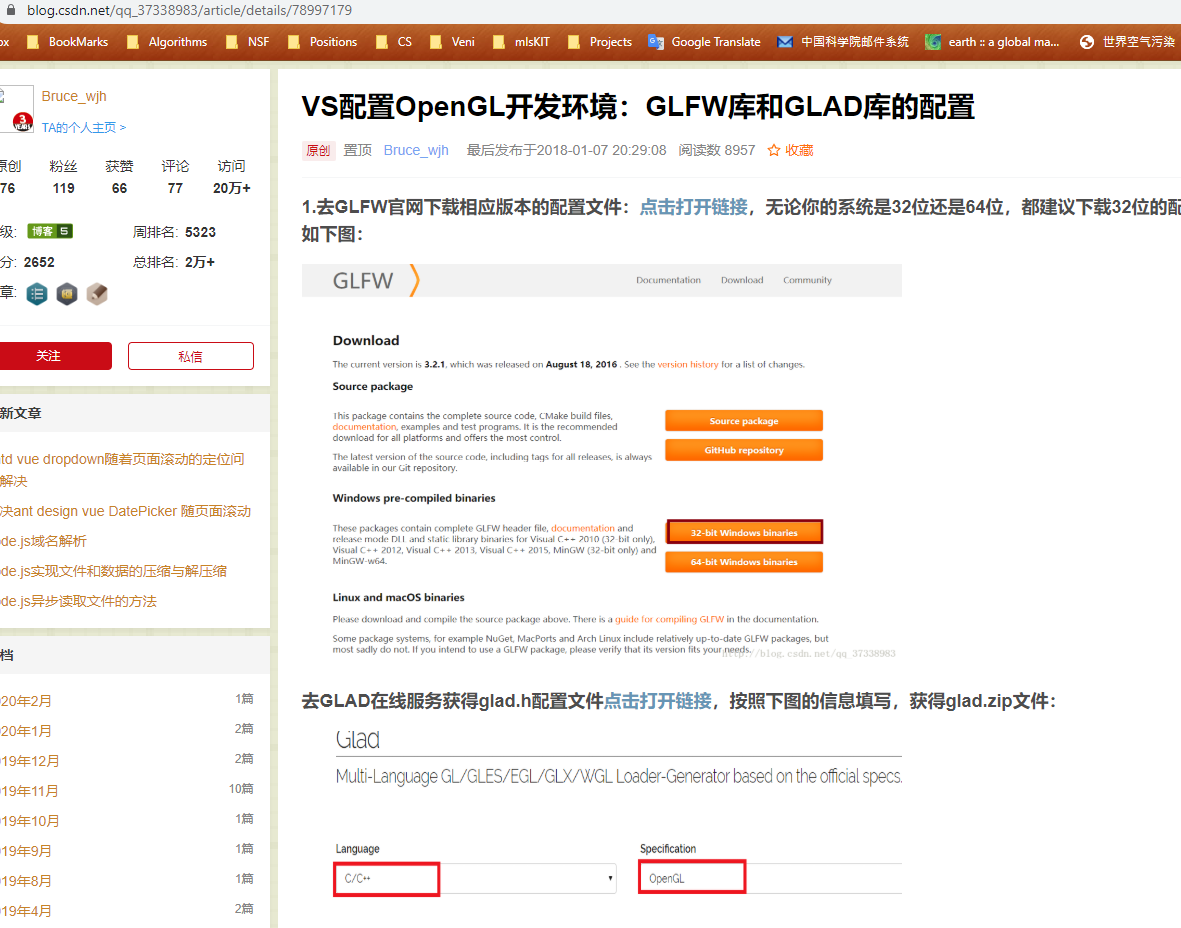 blog.csdn.net/qq_37338983/article/details/78997179
BookMarks Algorithms NSF Positions CS Veni mlsKIT Projects Google Translate 中国科学院邮件系统 earth :: a global ma... 世界空气污染
Bruce_wjh
3
YEARS
TA的个人主页 >
原创 粉丝 获赞 评论 访问
76 119 66 77 20万+
级: 博客 5 周排名: 5323
分: 2652 总排名: 2万+
章:
关注 私信
新文章
td vue dropdown随着页面滚动的定位问
解决
决ant design vue DatePicker 随页面滚动
de.js域名解析
de.js实现文件和数据的压缩与解压缩
de.js异步读取文件的方法
档
20年2月 1篇
20年1月 2篇
19年12月 2篇
19年11月 10篇
19年10月 1篇
19年9月 1篇
19年8月 1篇
19年4月 2篇
VS配置OpenGL开发环境：GLFW库和GLAD库的配置
原创 置顶 Bruce_wjh 最后发布于2018-01-07 20:29:08 阅读数 8957 收藏
1.去GLFW官网下载相应版本的配置文件：点击打开链接，无论你的系统是32位还是64位，都建议下载32位的配
如下图：
GLFW Documentation Download Community
Download
The current version is 3.2.1, which was released on August 18, 2016 . See the version history for a list of changes.
Source package
This package contains the complete source code, CMake build files,
documentation, examples and test programs. It is the recommended
download for all platforms and offers the most control.
The latest version of the source code, including tags for all releases, is always
available in our Git repository.
Source package
GitHub repository
Windows pre-compiled binaries
These packages contain complete GLFW header file, documentation and
release mode DLL and static library binaries for Visual C++ 2010 (32-bit only),
Visual C++ 2012, Visual C++ 2013, Visual C++ 2015, MinGW (32-bit only) and
MinGW-w64.
32-bit Windows binaries
64-bit Windows binaries
Linux and macOS binaries
Please download and compile the source package above. There is a guide for compiling GLFW in the documentation.
Some package systems, for example NuGet, MacPorts and Arch Linux include relatively up-to-date GLFW packages, but
most sadly do not. If you intend to use a GLFW package, please verify that its version fits your needs.
http://blog.csdn.net/qq_37338983
去GLAD在线服务获得glad.h配置文件点击打开链接，按照下图的信息填写，获得glad.zip文件：
Glad
Multi-Language GL/GLES/EGL/GLX/WGL Loader-Generator based on the official specs.
Language Specification
C/C++ OpenGL